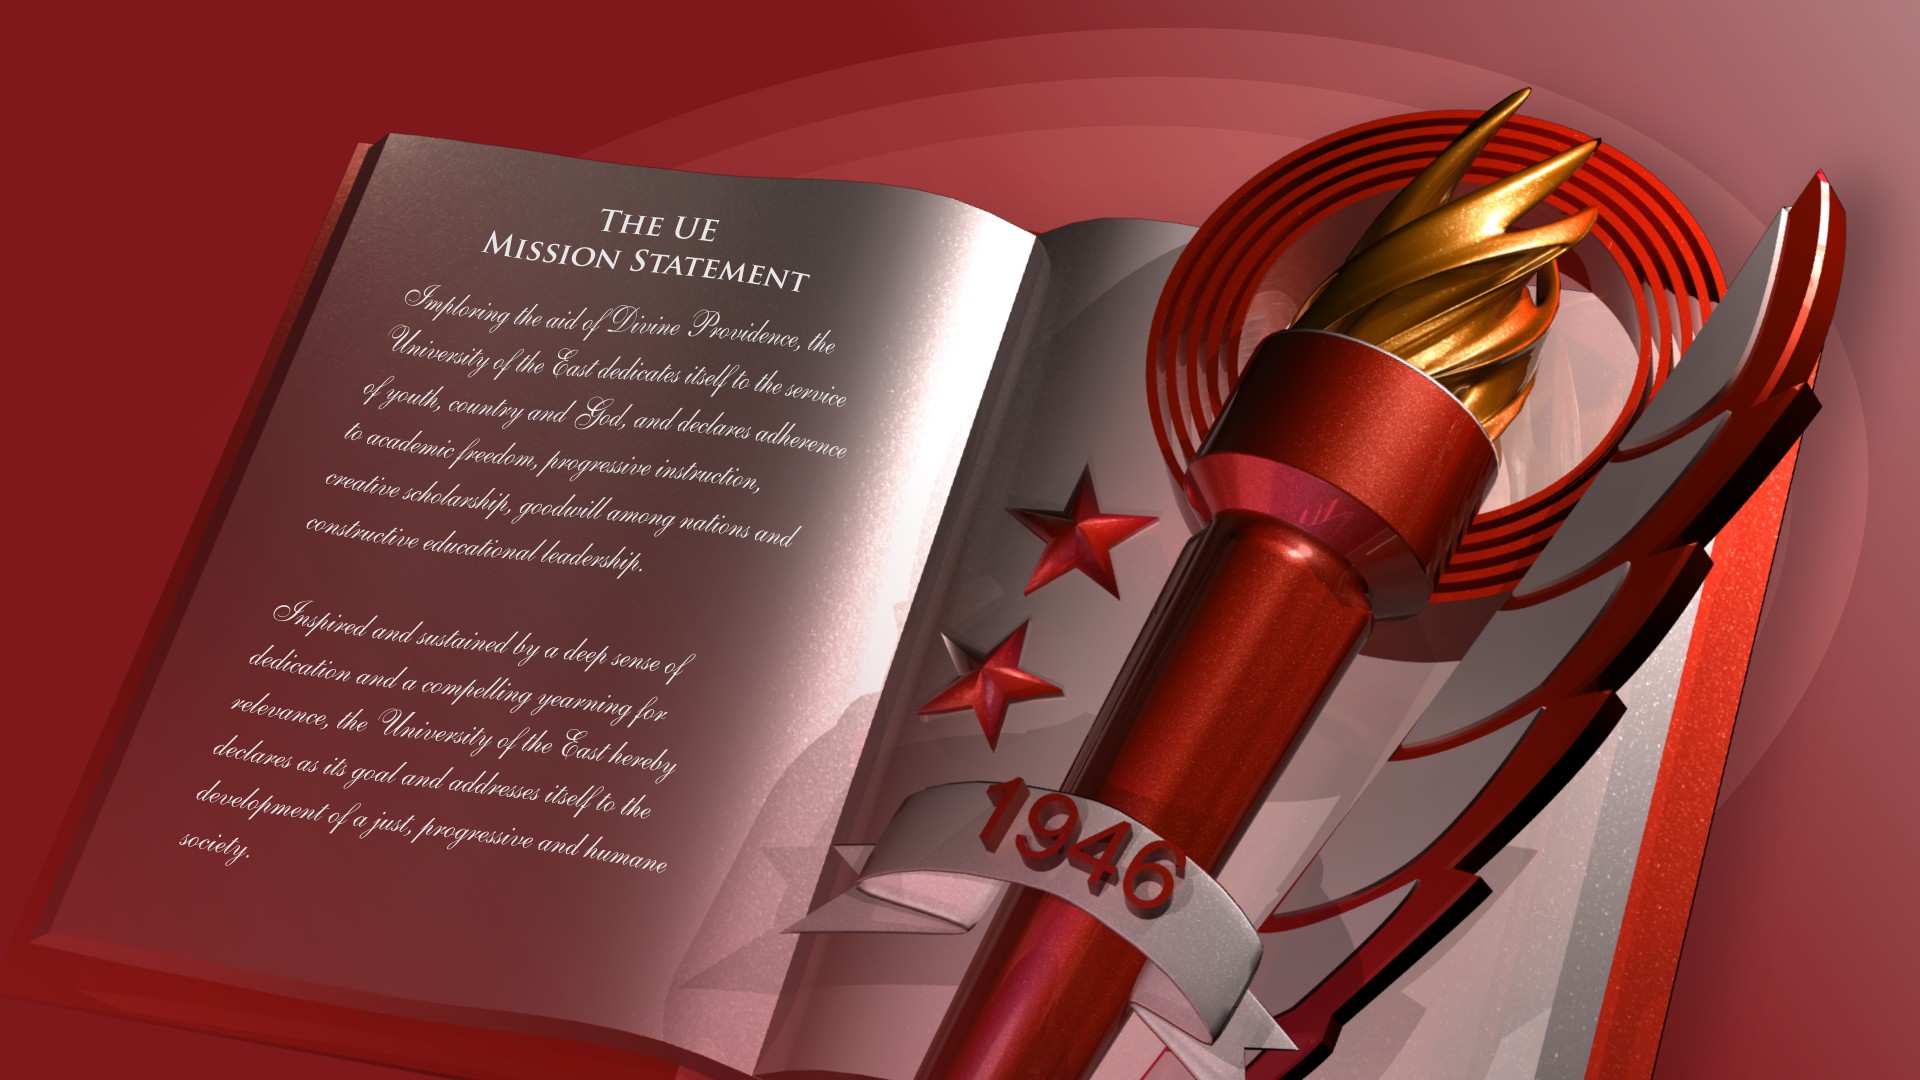 The UE
Mission Statement
Imploring the aid of Divine Providence, the
University of the East dedicates itself to the service
of youth, country and God, and declares adherence
to academic freedom, progressive instruction,
creative scholarship, goodwill among nations and
constructive educational leadership.
Inspired and sustained by a deep sense of
dedication and a compelling yearning for
relevance, the University of the East hereby
declares as its goal and addresses itself to the
development of a just, progressive and humane
society.
1946